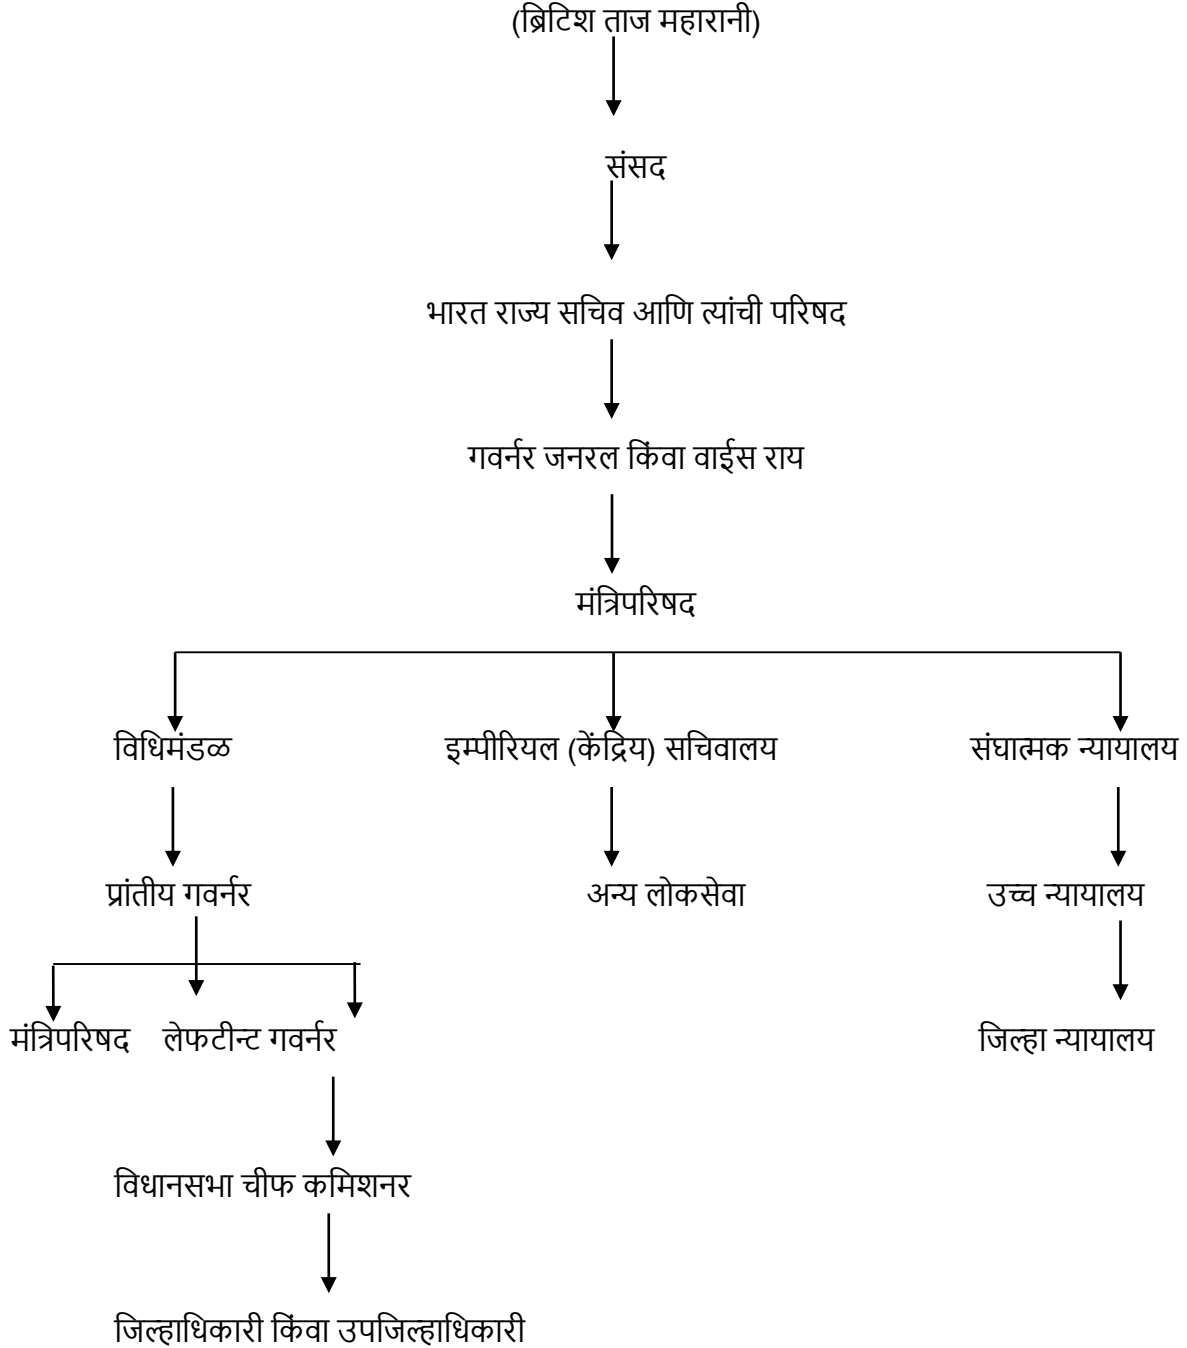 (ब्रिटिश ताज महारानी)
संसद
भारत राज्य सचिव आणि त्यांची परिषद
गवर्नर जनरल किंवा वाईस राय
मंत्रिपरिषद
विधिमंडळ इम्पीरियल (केंद्रिय) सचिवालय संघात्मक न्यायालय
प्रांतीय गवर्नर अन्य लोकसेवा उच्च न्यायालय
मंत्रिपरिषद लेफटीन्ट गवर्नर जिल्हा न्यायालय
विधानसभा चीफ कमिशनर
जिल्हाधिकारी किंवा उपजिल्हाधिकारी